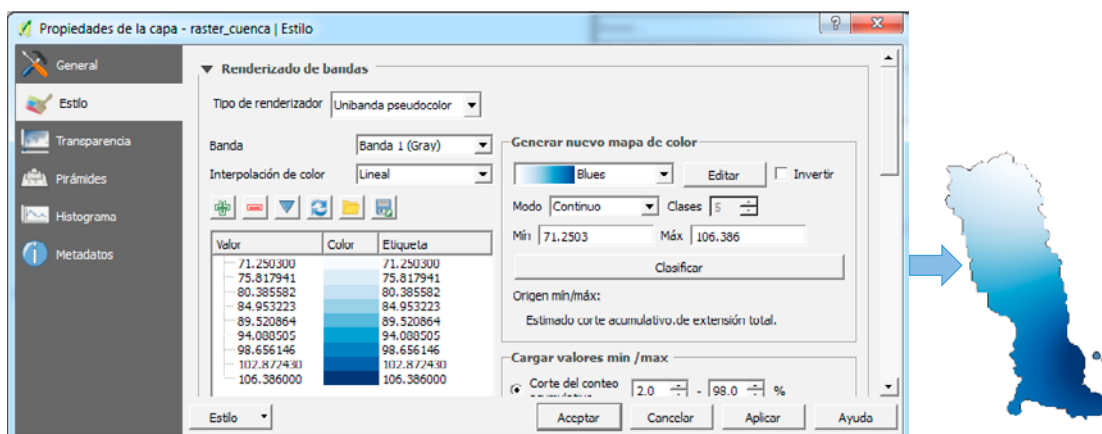 Propiedades de la capa - raster_cuenca | Estilo
General
Estilo
Transparencia
Pirámides
Histograma
Metadatos
Renderizado de bandas
Tipo de renderizador Unibanda pseudocolor
Banda Banda 1 (Gray)
Interpolación de color Lineal
Valor Color Etiqueta
71.250300 71.250300
75.817941 75.817941
80.385582 80.385582
84.953223 84.953223
89.520864 89.520864
94.088505 94.088505
98.656146 98.656146
102.872430 102.872430
106.386000 106.386000
Generar nuevo mapa de color
Blues Editar Invertir
Modo Continuo Clases 5
Mín 71.2503 Máx 106.386
Clasificar
Origen mín/máx:
Estimado corte acumulativo.de extensión total.
Cargar valores min /max
Corte del conteo 2.0 - 98.0 %
Estilo Aceptar Cancelar Aplicar Ayuda